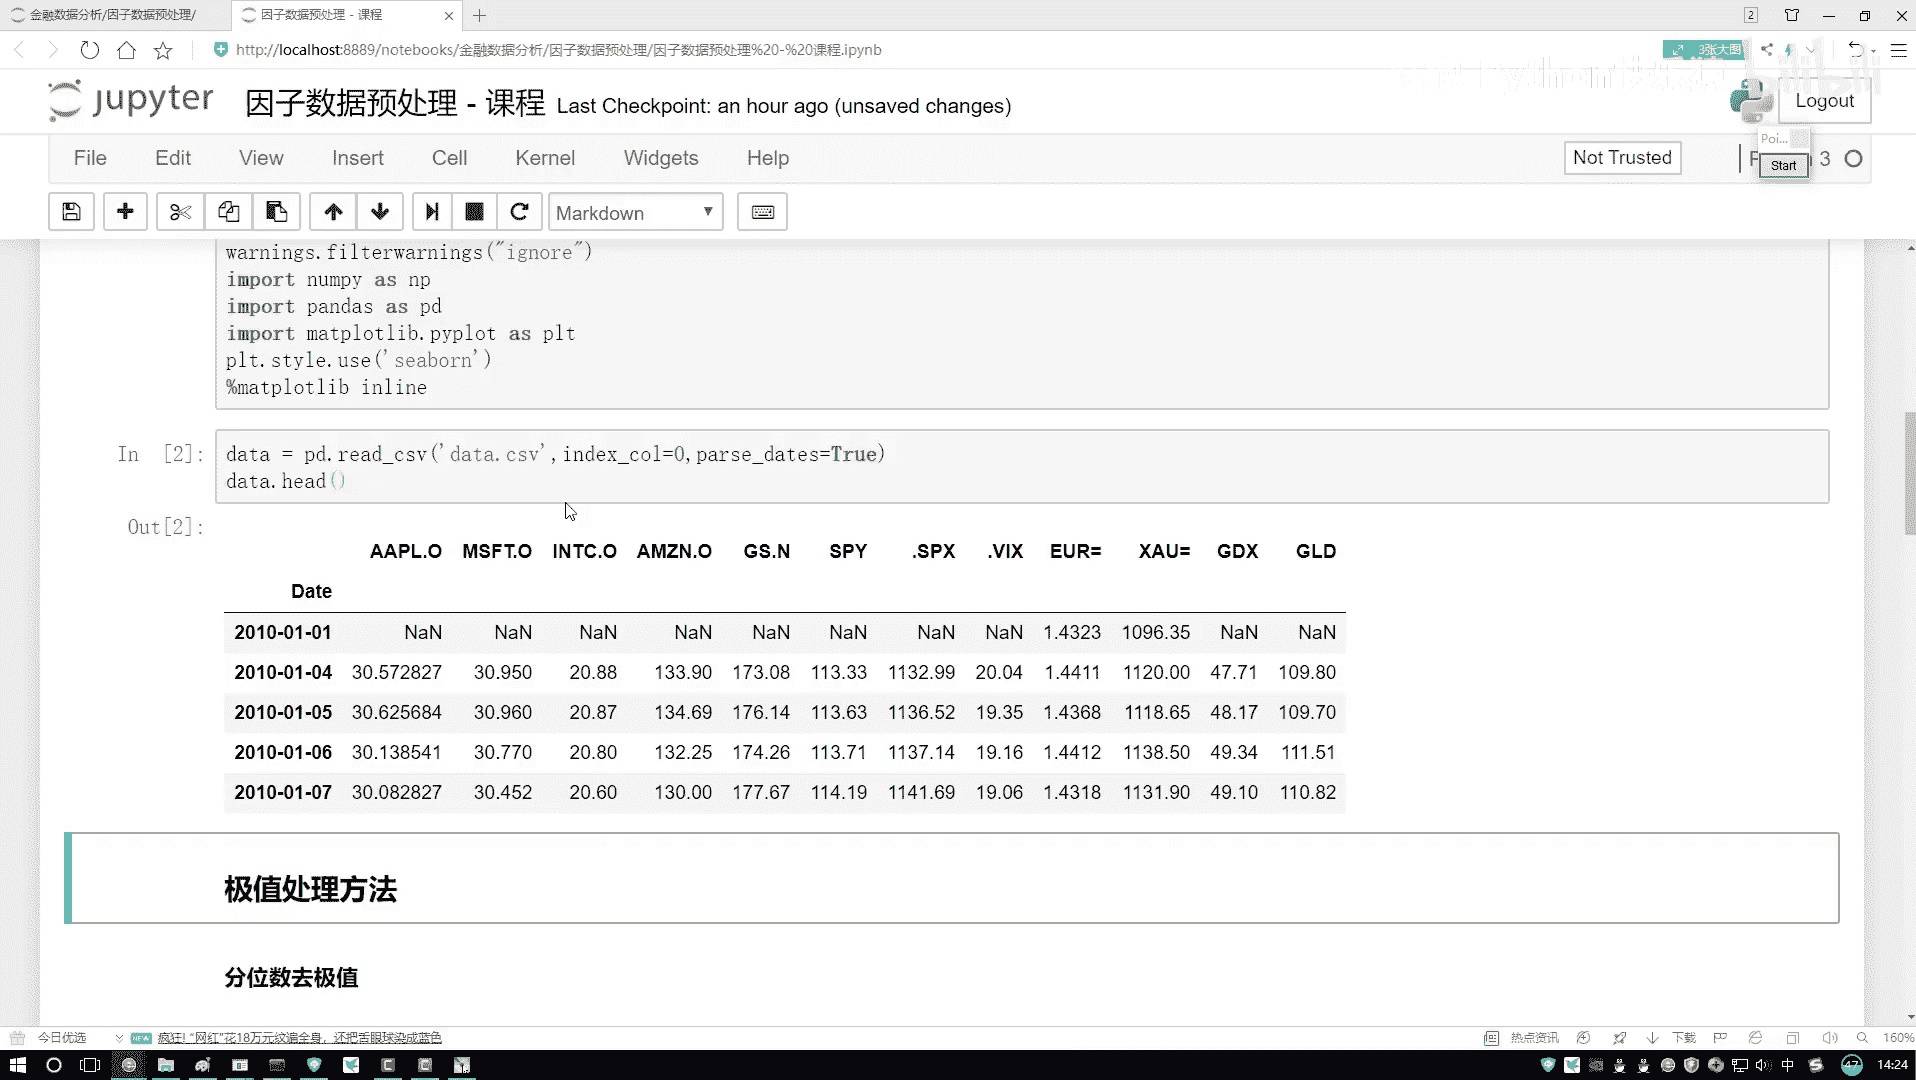 金融数据分析/因子数据预处理/
因子数据预处理 - 课程
2
http://localhost:8889/notebooks/金融数据分析/因子数据预处理/因子数据预处理%20-%20课程.ipynb
3张大图
bilibili
jupyter
因子数据预处理 - 课程
Last Checkpoint: an hour ago (unsaved changes)
Logout
File Edit View Insert Cell Kernel Widgets Help
Not Trusted
3
Poi...
Start
Markdown
warnings.filterwarnings("ignore")
import numpy as np
import pandas as pd
import matplotlib.pyplot as plt
plt.style.use('seaborn')
%matplotlib inline
In [2]:
data = pd.read_csv('data.csv',index_col=0,parse_dates=True)
data.head()
Out[2]:
AAPL.O MSFT.O INTC.O AMZN.O GS.N SPY .SPX .VIX EUR= XAU= GDX GLD
Date
2010-01-01 NaN NaN NaN NaN NaN NaN NaN NaN 1.4323 1096.35 NaN NaN
2010-01-04 30.572827 30.950 20.88 133.90 173.08 113.33 1132.99 20.04 1.4411 1120.00 47.71 109.80
2010-01-05 30.625684 30.960 20.87 134.69 176.14 113.63 1136.52 19.35 1.4368 1118.65 48.17 109.70
2010-01-06 30.138541 30.770 20.80 132.25 174.26 113.71 1137.14 19.16 1.4412 1138.50 49.34 111.51
2010-01-07 30.082827 30.452 20.60 130.00 177.67 114.19 1141.69 19.06 1.4318 1131.90 49.10 110.82
极值处理方法
分位数去极值
今日优选
NEW
疯狂! "网红"花18万元纹遍全身，还把舌眼球染成蓝色
热点资讯
下载
160%
中
47
14:24